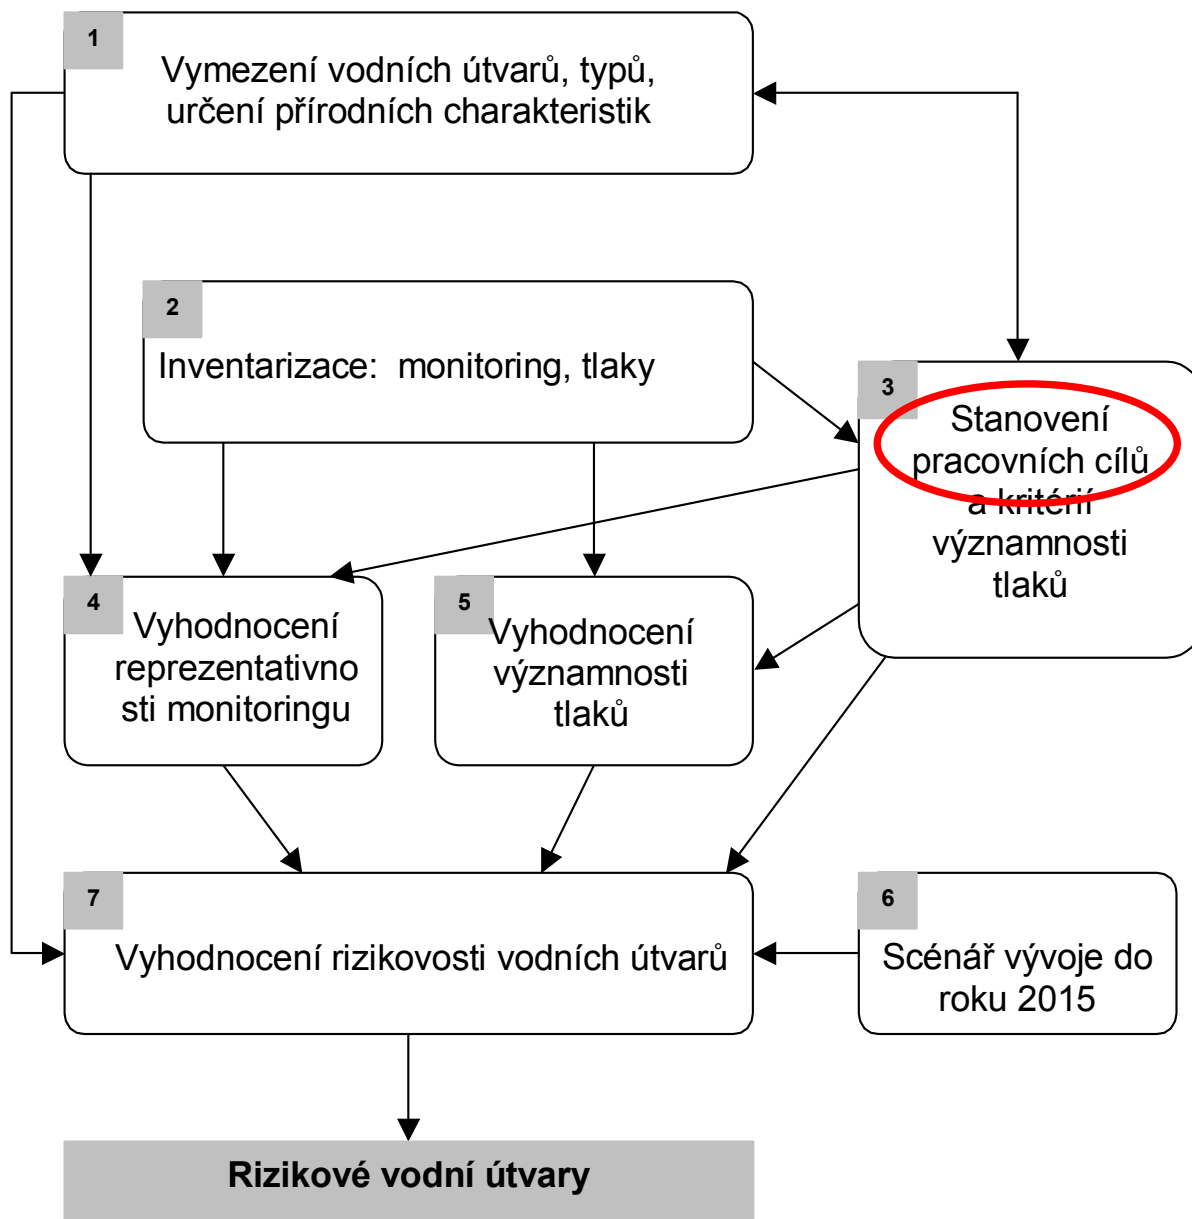 1
Vymezení vodních útvarů, typů,
určení přírodních charakteristik
2
Inventarizace:  monitoring, tlaky
3
Stanovení
pracovních cílů
a kritérií
významnosti
tlaků
4
Vyhodnocení
reprezentativno
sti monitoringu
5
Vyhodnocení
významnosti
tlaků
7
Vyhodnocení rizikovosti vodních útvarů
6
Scénář vývoje do
roku 2015
Rizikové vodní útvary